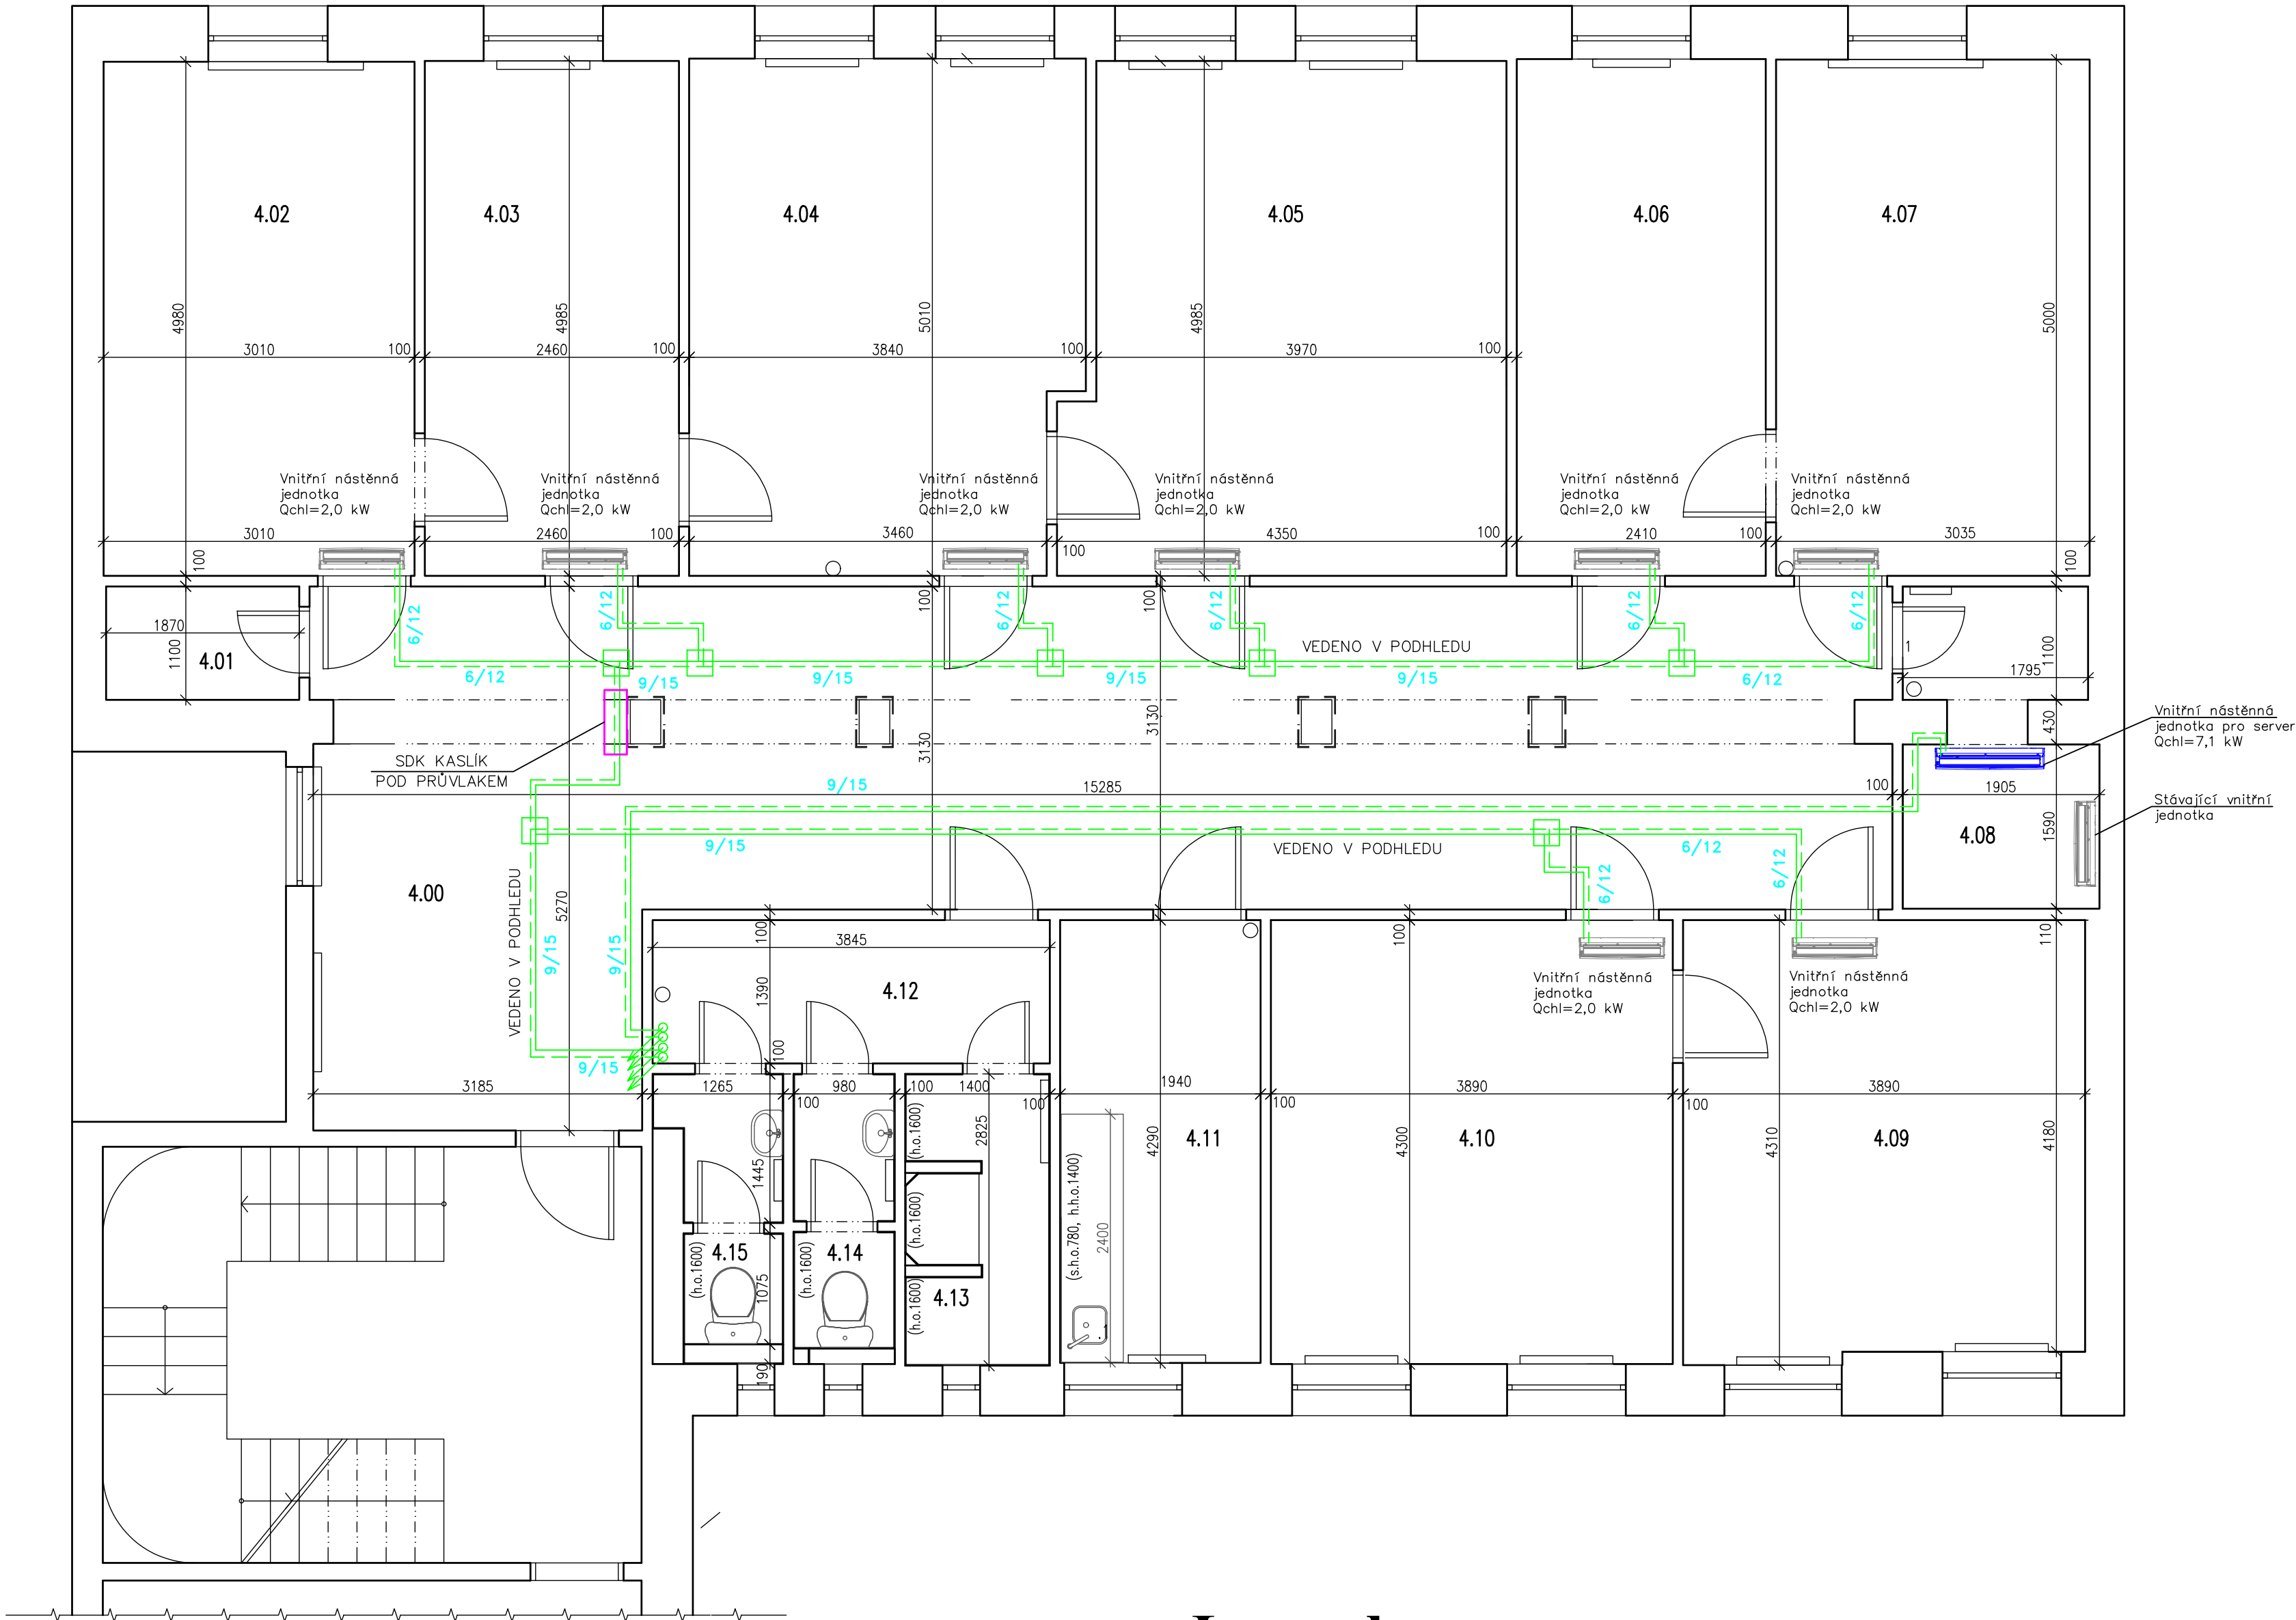 4.02
4.03
4.04
4.05
4.06
4.07
4980
4985
5010
4985
5000
3010
100
2460
100
3840
100
3970
100
Vnitřní nástěnná
jednotka
Qchl=2,0 kW
Vnitřní nástěnná
jednotka
Qchl=2,0 kW
Vnitřní nástěnná
jednotka
Qchl=2,0 kW
Vnitřní nástěnná
jednotka
Qchl=2,0 kW
Vnitřní nástěnná
jednotka
Qchl=2,0 kW
Vnitřní nástěnná
jednotka
Qchl=2,0 kW
3010
2460
100
3460
100
4350
100
2410
100
3035
100
100
100
100
6/12
6/12
6/12
6/12
6/12
6/12
1870
1100
4.01
VEDENO V PODHLEDU
1
1100
1795
6/12
9/15
9/15
9/15
9/15
6/12
3130
3130
430
Vnitřní nástěnná
jednotka pro server
Qchl=7,1 kW
SDK KASLÍK
POD PRŮVLAKEM
9/15
15285
100
1905
Stávající vnitřní
jednotka
1590
4.08
9/15
VEDENO V PODHLEDU
6/12
6/12
6/12
4.00
5270
VEDENO V PODHLEDU
9/15
9/15
100
3845
100
110
1390
4.12
Vnitřní nástěnná
jednotka
Qchl=2,0 kW
Vnitřní nástěnná
jednotka
Qchl=2,0 kW
100
9/15
3185
1265
100
980
100
1400
100
1940
100
3890
100
3890
(h.o.1600)
2825
4290
4.11
4300
4.10
4310
4.09
4180
1445
(s.h.o.780, h.h.o.1400)
2400
(h.o.1600)
(h.o.1600)
4.15
(h.o.1600)
4.14
1075
(h.o.1600)
4.13
190